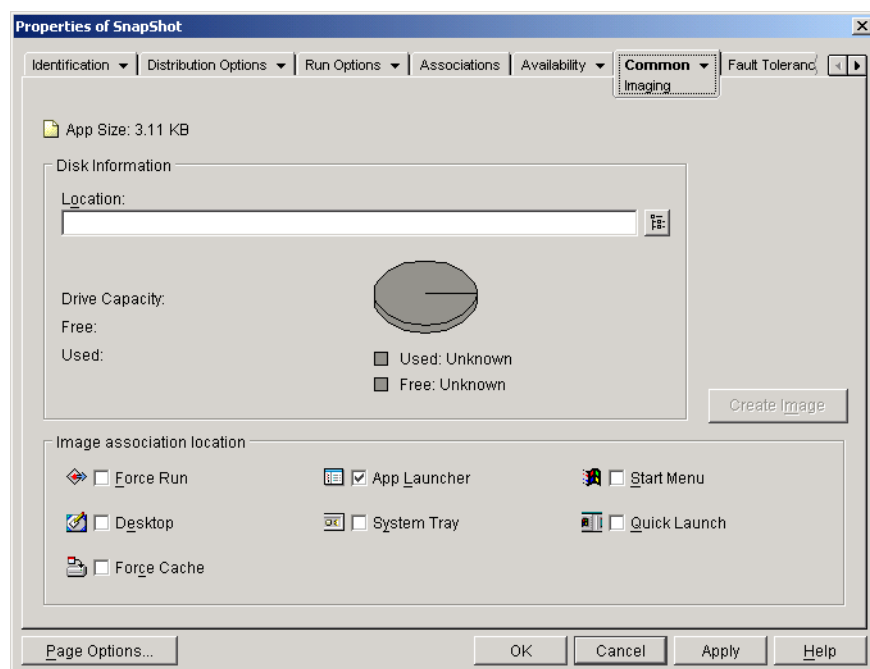 Properties of SnapShot
Identification
Distribution Options
Run Options
Associations
Availability
Common
Imaging
App Size: 3.11 KB
Disk Information
Location:
Drive Capacity:
Free:
Used:
Used: Unknown
Free: Unknown
Create Image
Image association location
Force Run
App Launcher
Start Menu
Desktop
System Tray
Quick Launch
Force Cache
Page Options...
OK
Cancel
Apply
Help